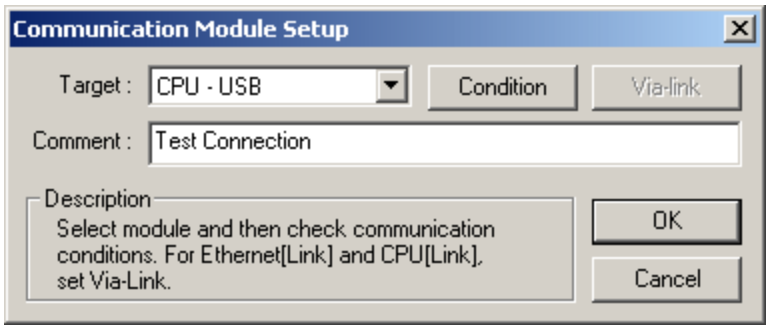 Communication Module Setup
Target : CPU - USB Condition Via-link
Comment : Test Connection
Description
Select module and then check communication
conditions. For Ethernet[Link] and CPU[Link],
set Via-Link.
OK
Cancel